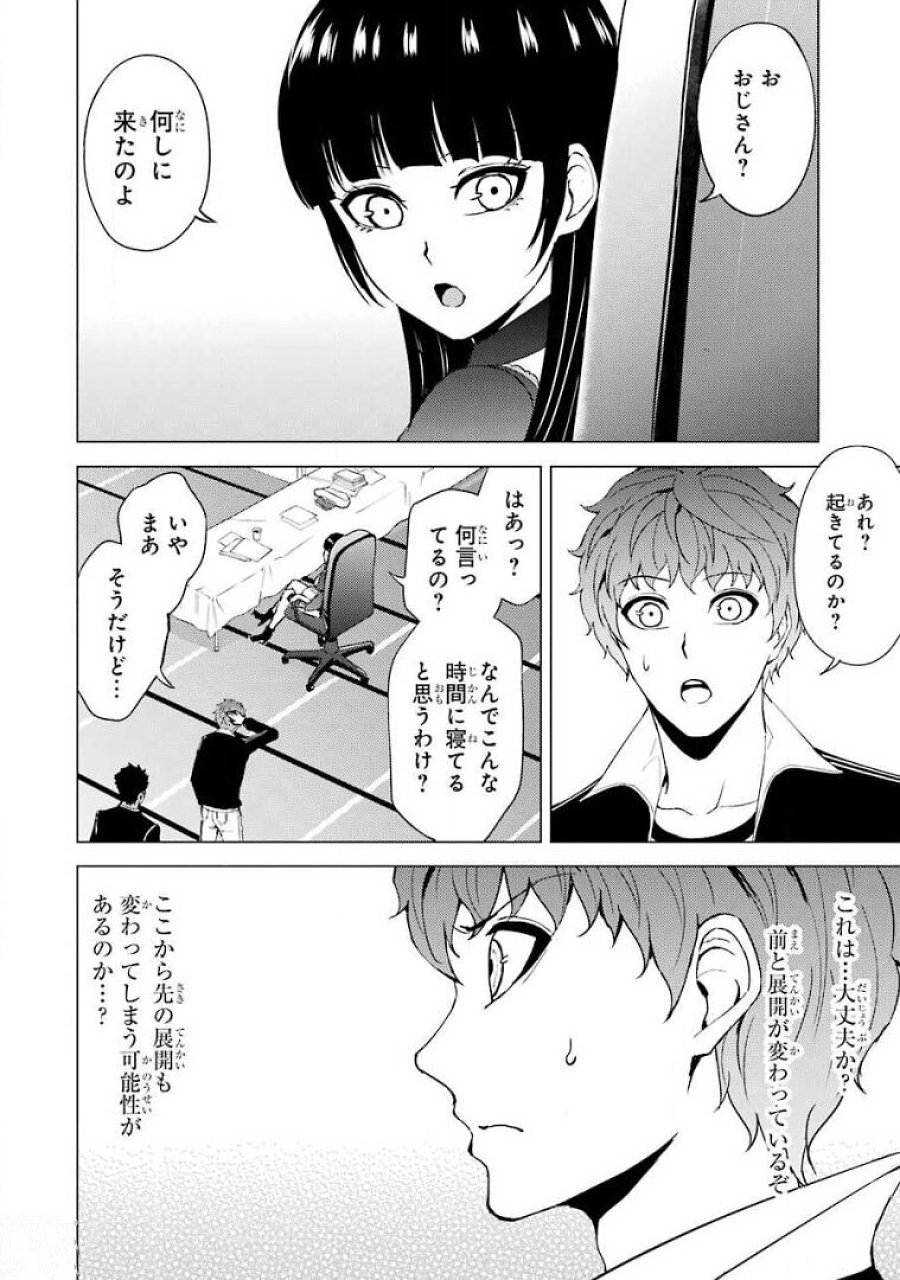 お
おじさん?
何しに
来たのよ
あれ?
起きてるのか?
はあっ?
何言っ
てるの?
なんでこんな
時間に寝てる
と思うわけ?
いや
まあ
そうだけど…
これは…大丈夫か?
前と展開が変わっているぞ
ここから先の展開も
変わってしまう可能性が
あるのか…?